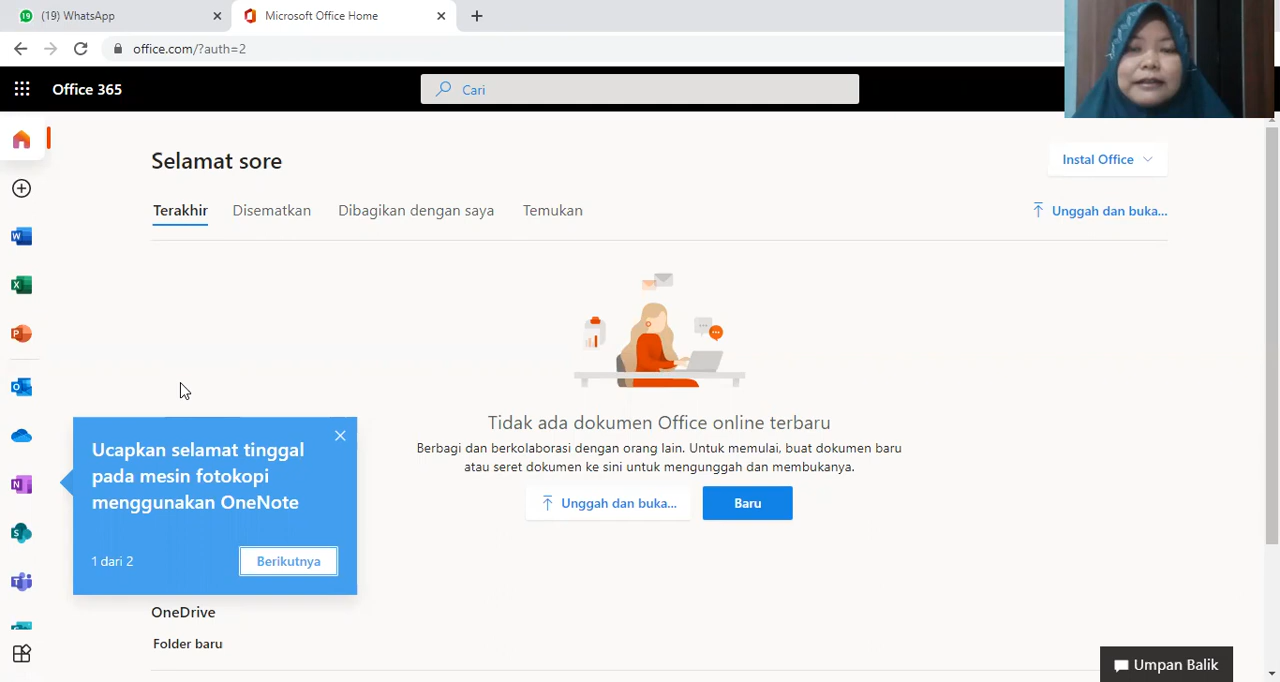 (19) WhatsApp
Microsoft Office Home
office.com/?auth=2
Office 365
Cari
Selamat sore
Instal Office
Terakhir
Disematkan
Dibagikan dengan saya
Temukan
Unggah dan buka...
Tidak ada dokumen Office online terbaru
Berbagi dan berkolaborasi dengan orang lain. Untuk memulai, buat dokumen baru
atau seret dokumen ke sini untuk mengunggah dan membukanya.
Unggah dan buka...
Baru
Ucapkan selamat tinggal
pada mesin fotokopi
menggunakan OneNote
1 dari 2
Berikutnya
OneDrive
Folder baru
Umpan Balik